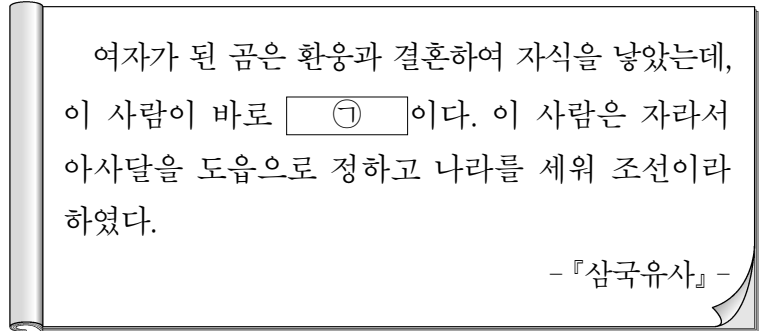 여자가 된 곰은 환웅과 결혼하여 자식을 낳았는데,
이 사람이 바로 ㉠ 이다. 이 사람은 자라서
아사달을 도읍으로 정하고 나라를 세워 조선이라
하였다.
-『삼국유사』-